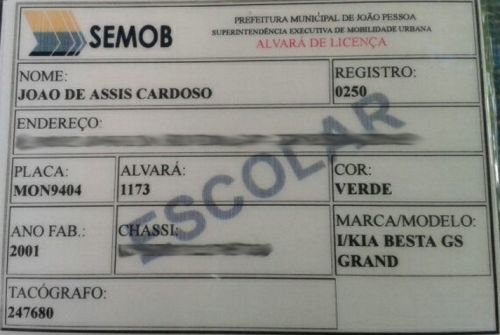 SEMOB
PREFEITURA MUNICIPAL DE JOÃO PESSOA
SUPERINTENDÊNCIA EXECUTIVA DE MOBILIDADE URBANA
ALVARÁ DE LICENÇA
NOME:
JOAO DE ASSIS CARDOSO
REGISTRO:
0250
ENDEREÇO:
PLACA:
MON9404
ALVARÁ:
1173
COR:
VERDE
ANO FAB.:
2001
CHASSI:
MARCA/MODELO:
I/KIA BESTA GS
GRAND
TACÓGRAFO:
247680
ESCOLAR